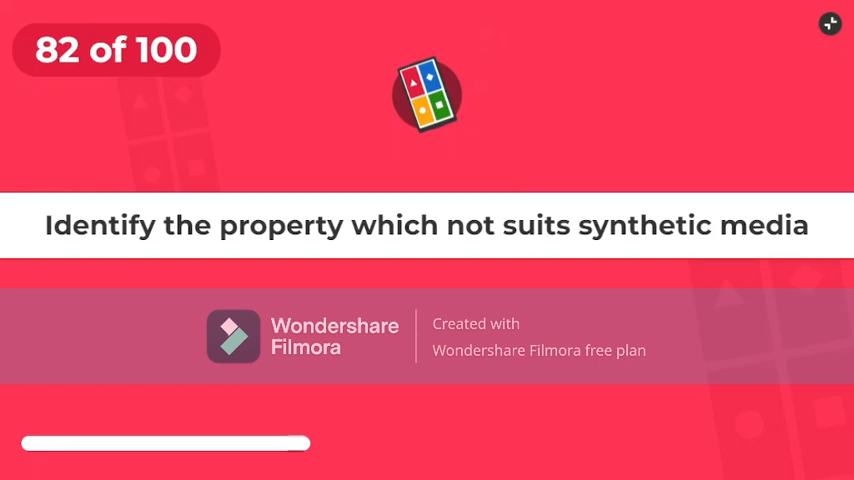 82 of 100
Identify the property which not suits synthetic media
Wondershare
Filmora
Created with
Wondershare Filmora free plan